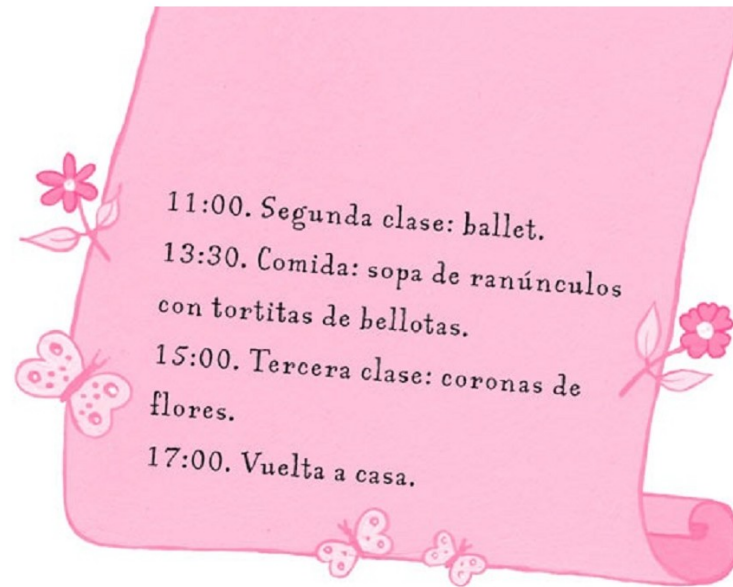 11:00. Segunda clase: ballet.
13:30. Comida: sopa de ranúnculos
con tortitas de bellotas.
15:00. Tercera clase: coronas de
flores.
17:00. Vuelta a casa.